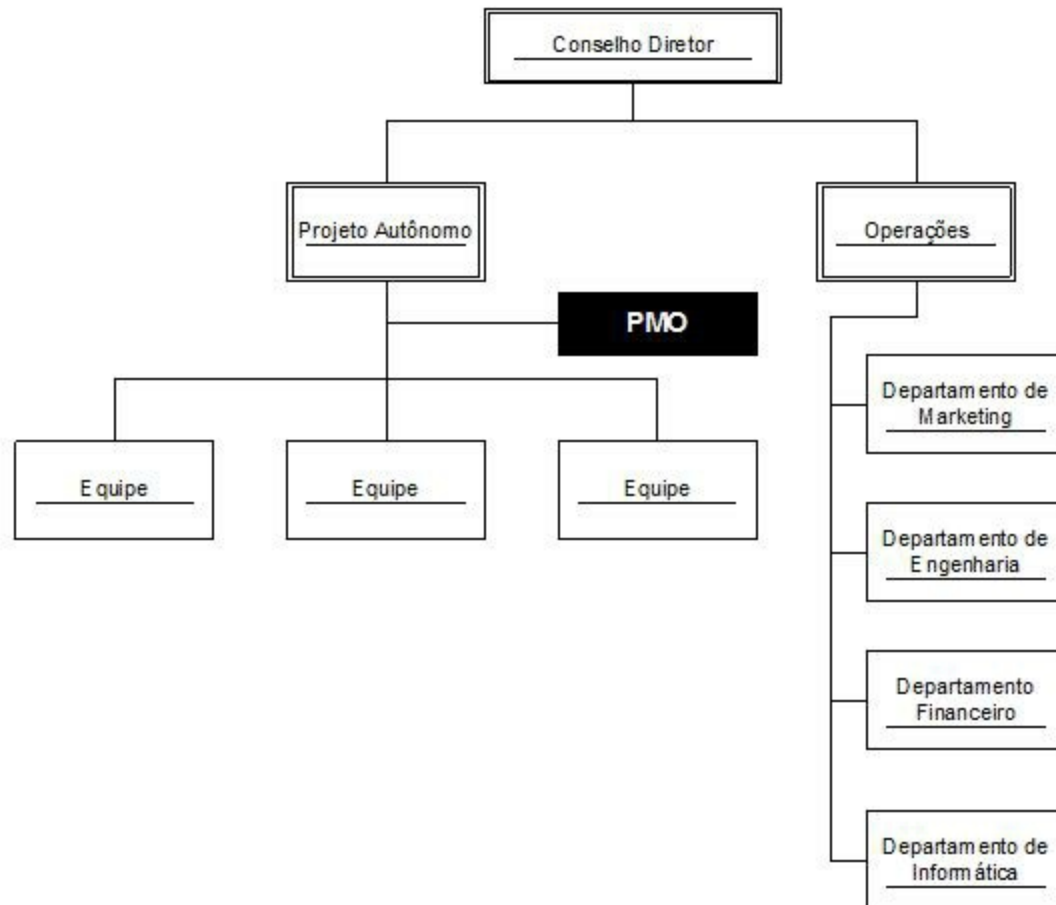 Conselho Diretor
Projeto Autônomo
Operações
PMO
Departamento de
Marketing
Equipe
Equipe
Equipe
Departamento de
Engenharia
Departamento
Financeiro
Departamento de
Informática